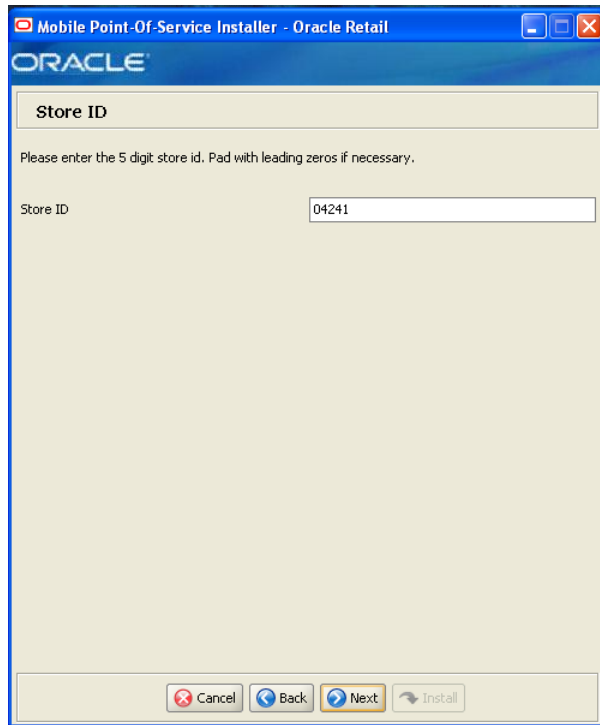 Mobile Point-Of-Service Installer - Oracle Retail
ORACLE
Store ID
Please enter the 5 digit store id. Pad with leading zeros if necessary.
Store ID 04241
Cancel Back Next Install